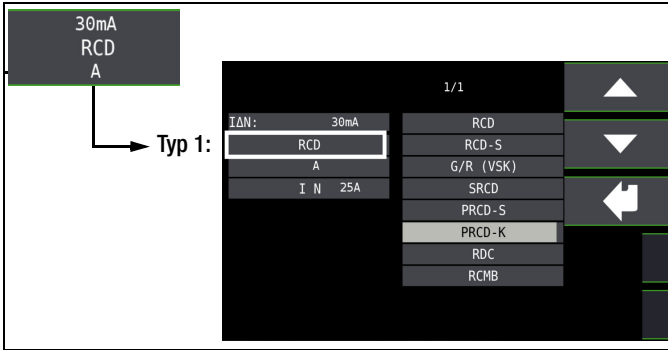 30mA
RCD
A
Typ 1:
1/1
IΔN: 30mA
RCD
A
I N 25A
RCD
RCD-S
G/R (VSK)
SRCD
PRCD-S
PRCD-K
RDC
RCMB